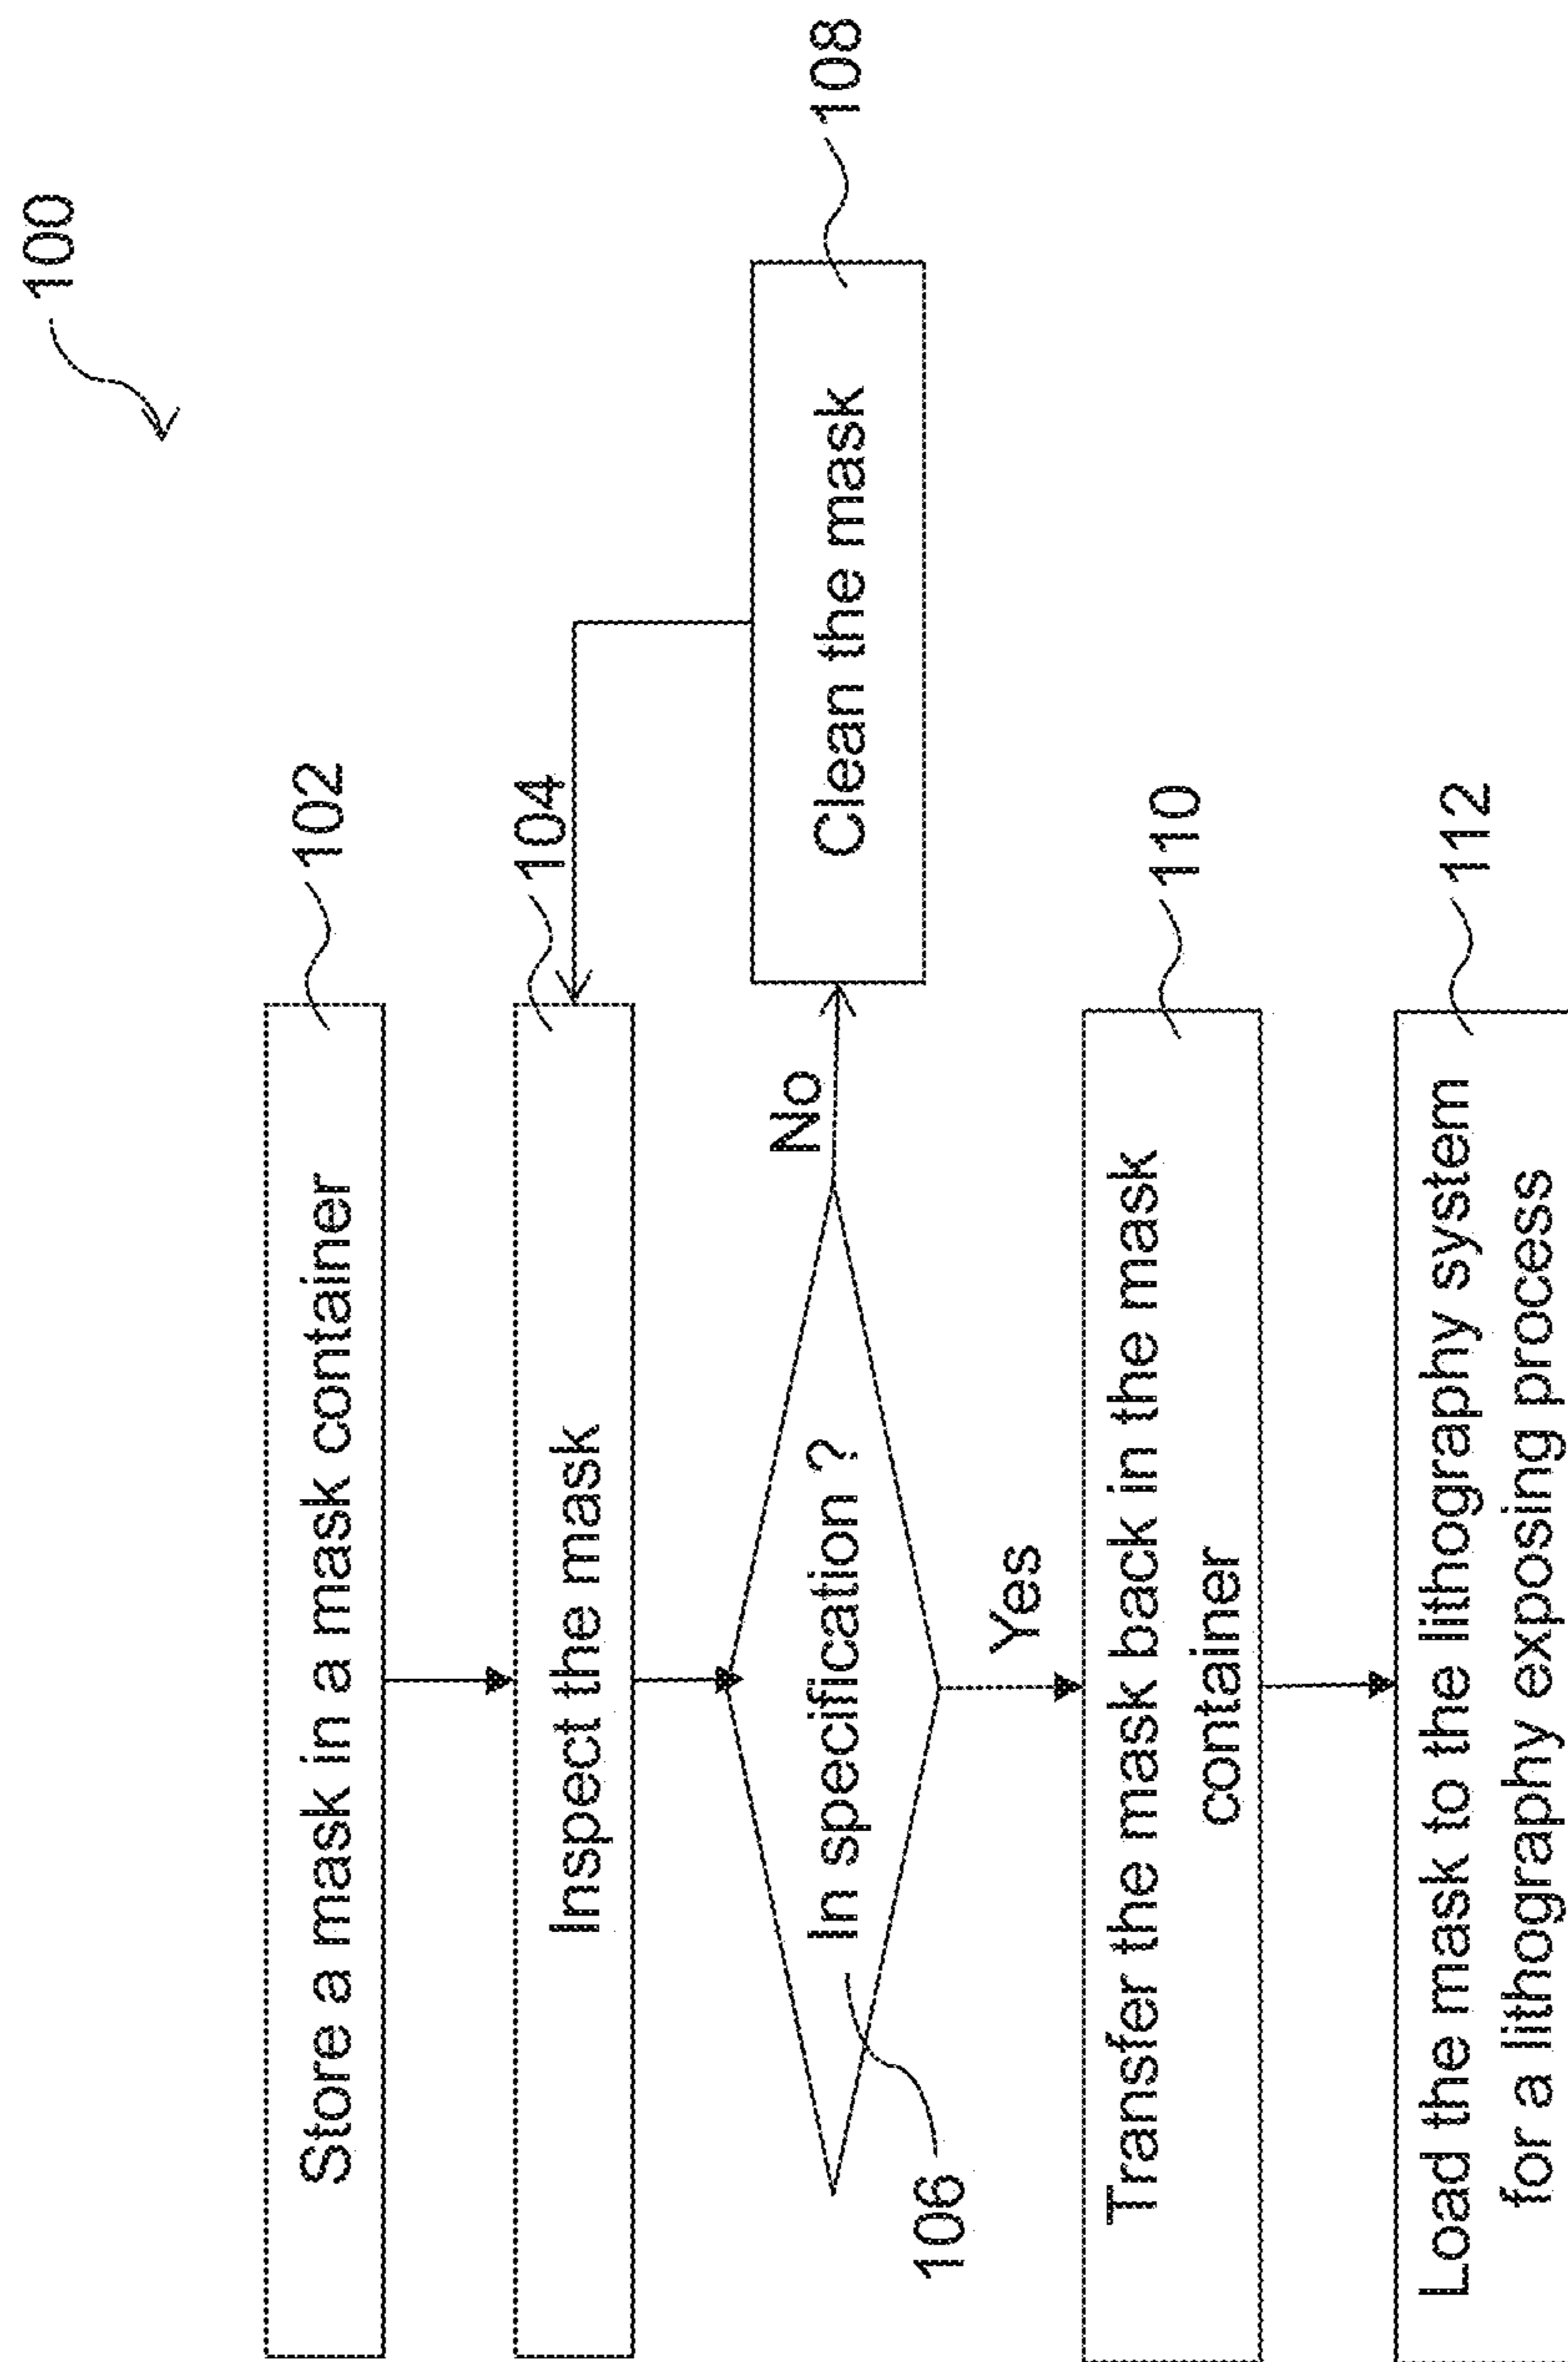 100
Store a mask in a mask container
102
Inspect the mask
104
In specification ?
106
No
Clean the mask
108
Yes
Transfer the mask back in the mask
container
110
Load the mask to the lithography system
for a lithography exposing process
112